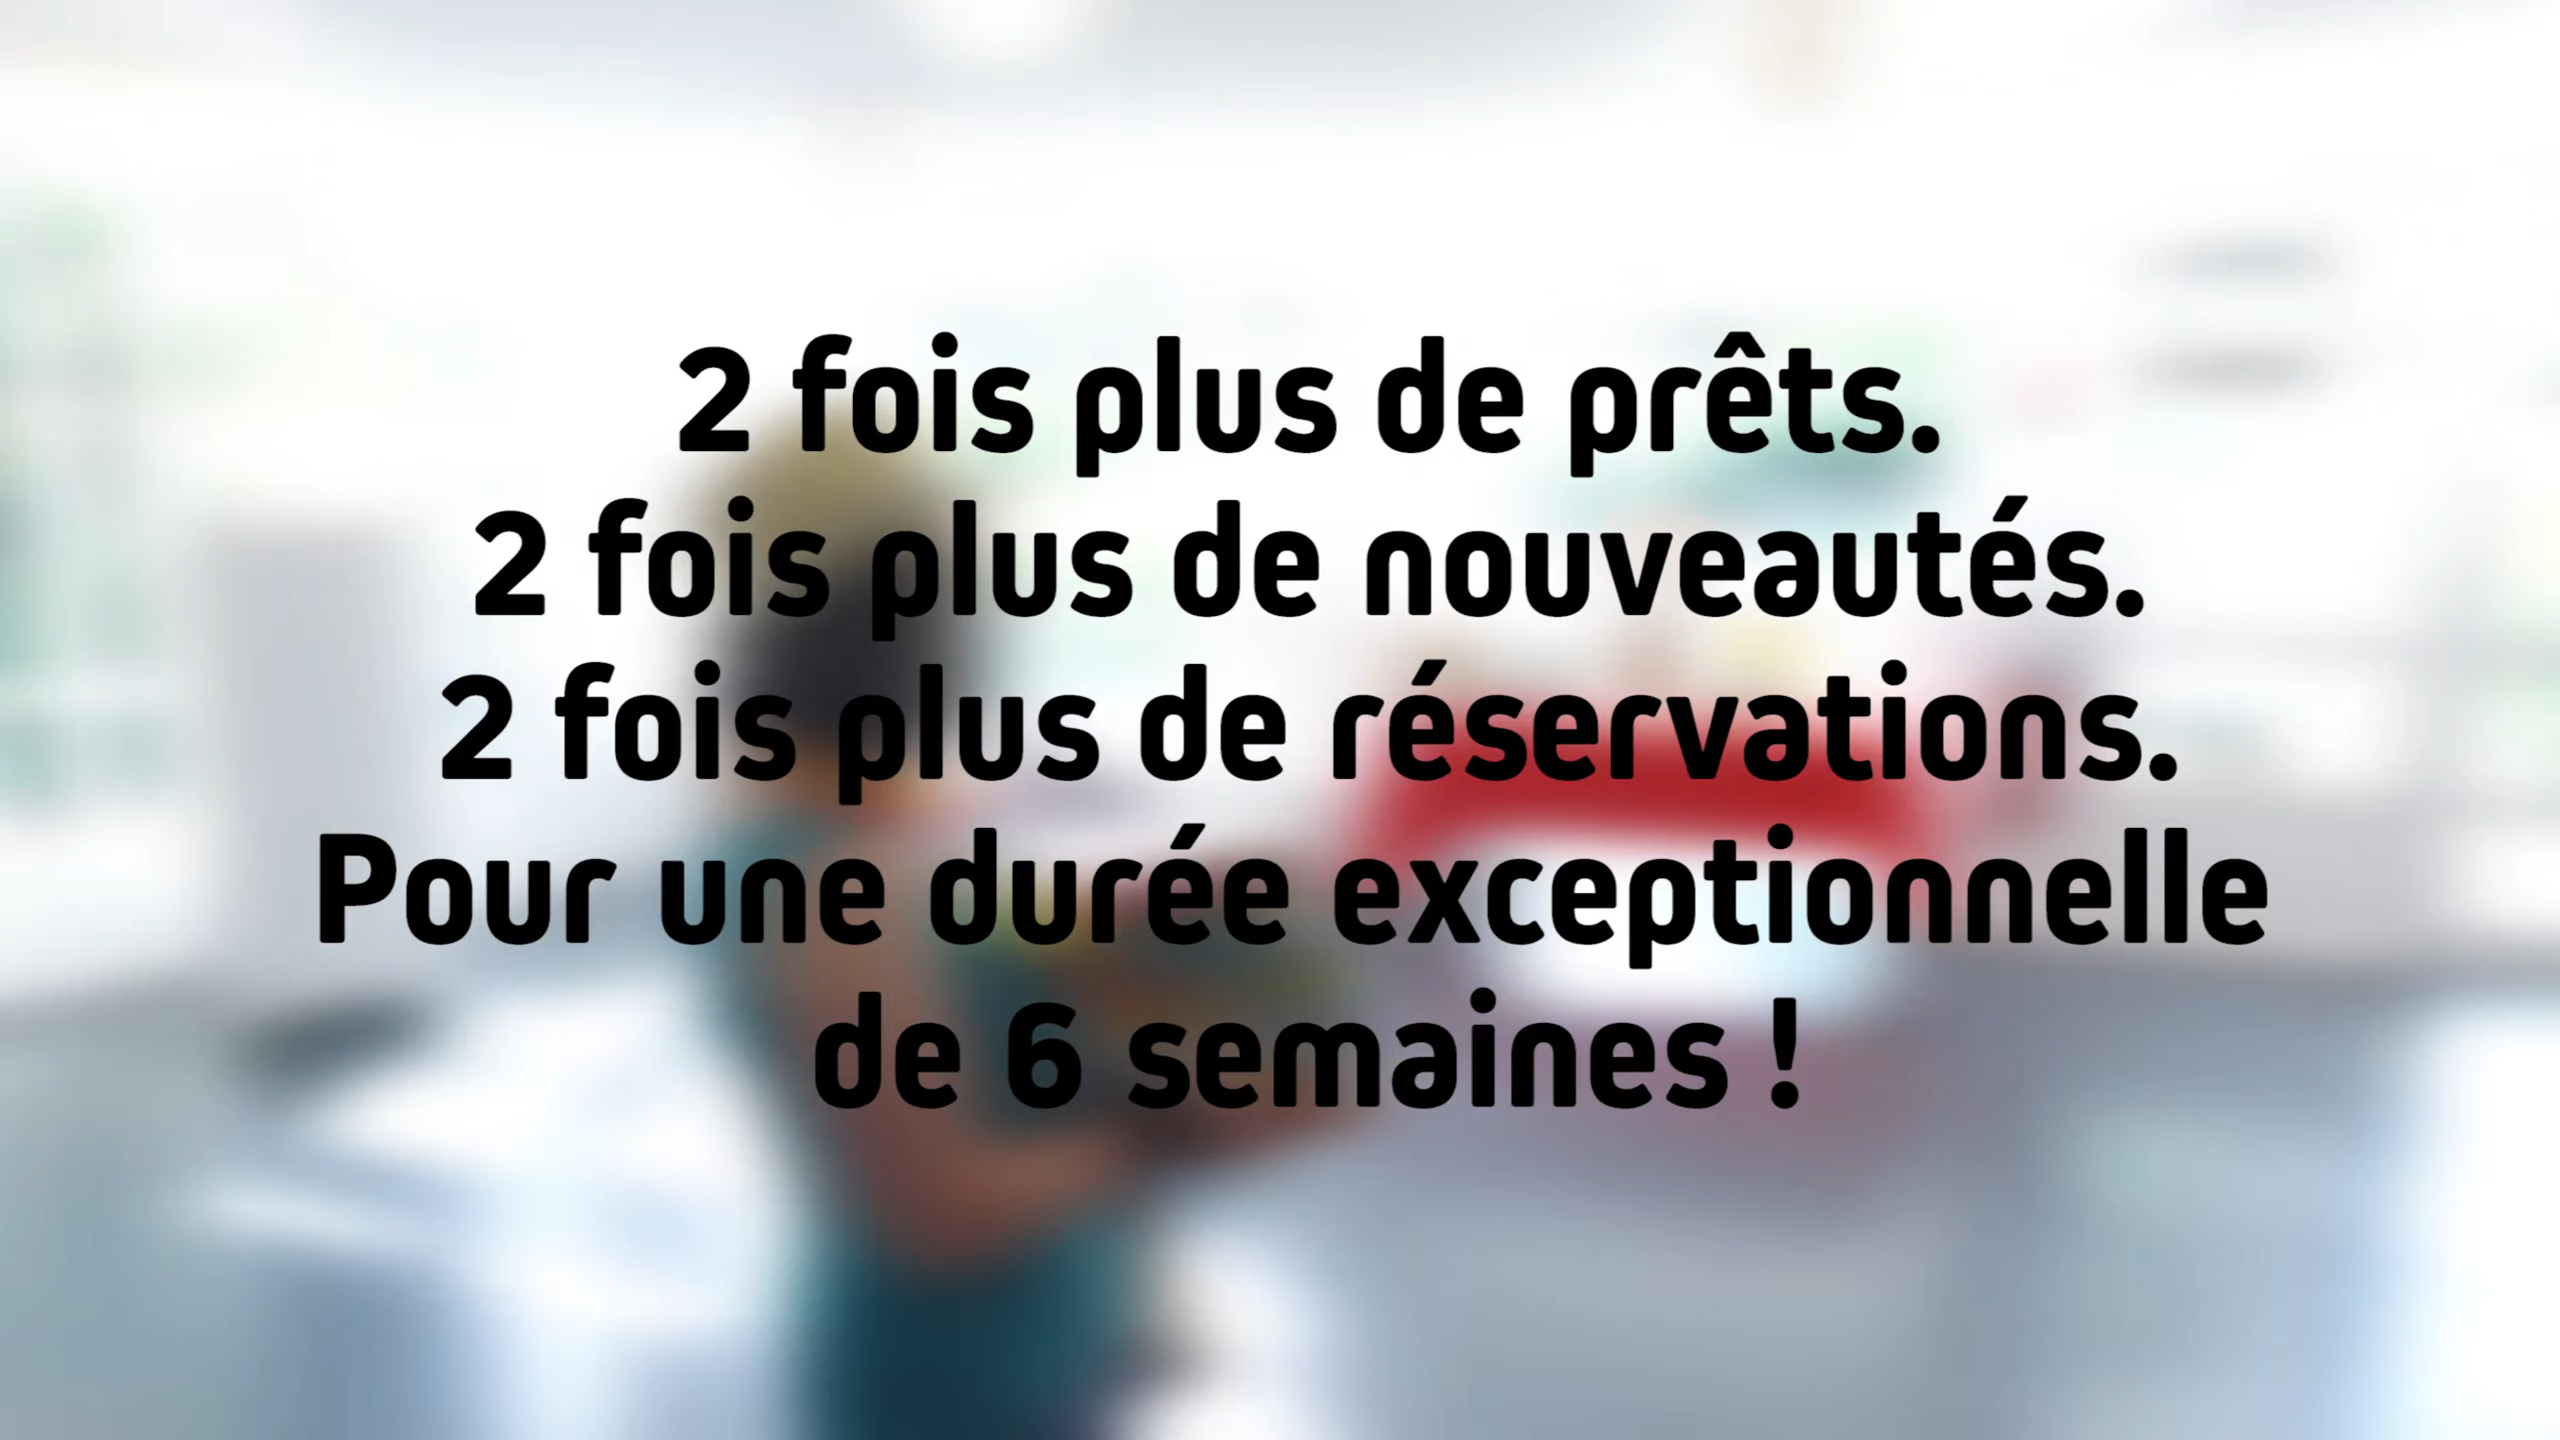 2 fois plus de prêts.
2 fois plus de nouveautés.
2 fois plus de réservations.
Pour une durée exceptionnelle
de 6 semaines !